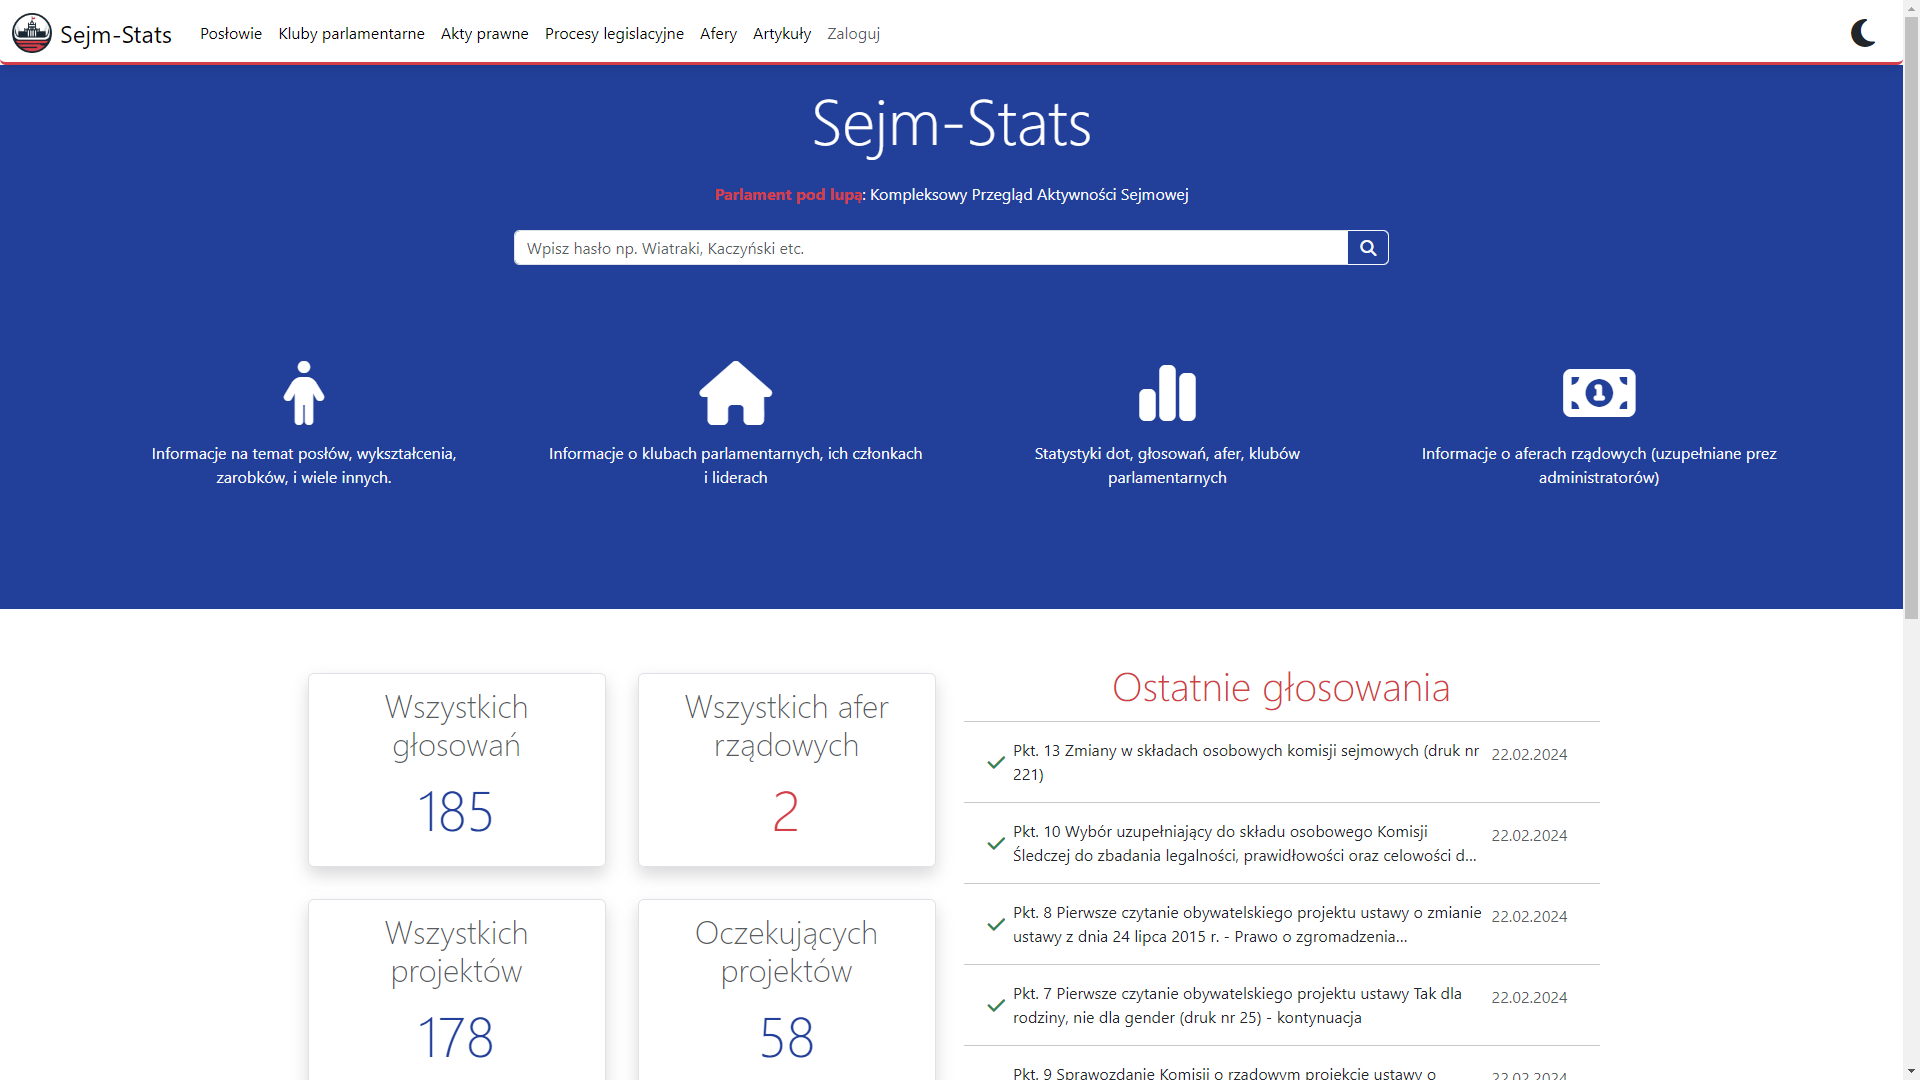 Sejm-Stats
Posłowie
Kluby parlamentarne
Akty prawne
Procesy legislacyjne
Afery
Artykuły
Zaloguj
Sejm-Stats
Parlament pod lupą: Kompleksowy Przegląd Aktywności Sejmowej
Wpisz hasło np. Wiatraki, Kaczyński etc.
Informacje na temat posłów, wykształcenia,
zarobków, i wiele innych.
Informacje o klubach parlamentarnych, ich członkach
i liderach
Statystyki dot, głosowań, afer, klubów
parlamentarnych
Informacje o aferach rządowych (uzupełniane prez
administratorów)
Wszystkich
głosowań
185
Wszystkich afer
rządowych
2
Wszystkich
projektów
178
Oczekujących
projektów
58
Ostatnie głosowania
Pkt. 13 Zmiany w składach osobowych komisji sejmowych (druk nr
221)
22.02.2024
Pkt. 10 Wybór uzupełniający do składu osobowego Komisji
Śledczej do zbadania legalności, prawidłowości oraz celowości d...
22.02.2024
Pkt. 8 Pierwsze czytanie obywatelskiego projektu ustawy o zmianie
ustawy z dnia 24 lipca 2015 r. - Prawo o zgromadzenia...
22.02.2024
Pkt. 7 Pierwsze czytanie obywatelskiego projektu ustawy Tak dla
rodziny, nie dla gender (druk nr 25) - kontynuacja
22.02.2024
Pkt. 9 Sprawozdanie Komisji o rządowym projekcie ustawy o
22.02.2024